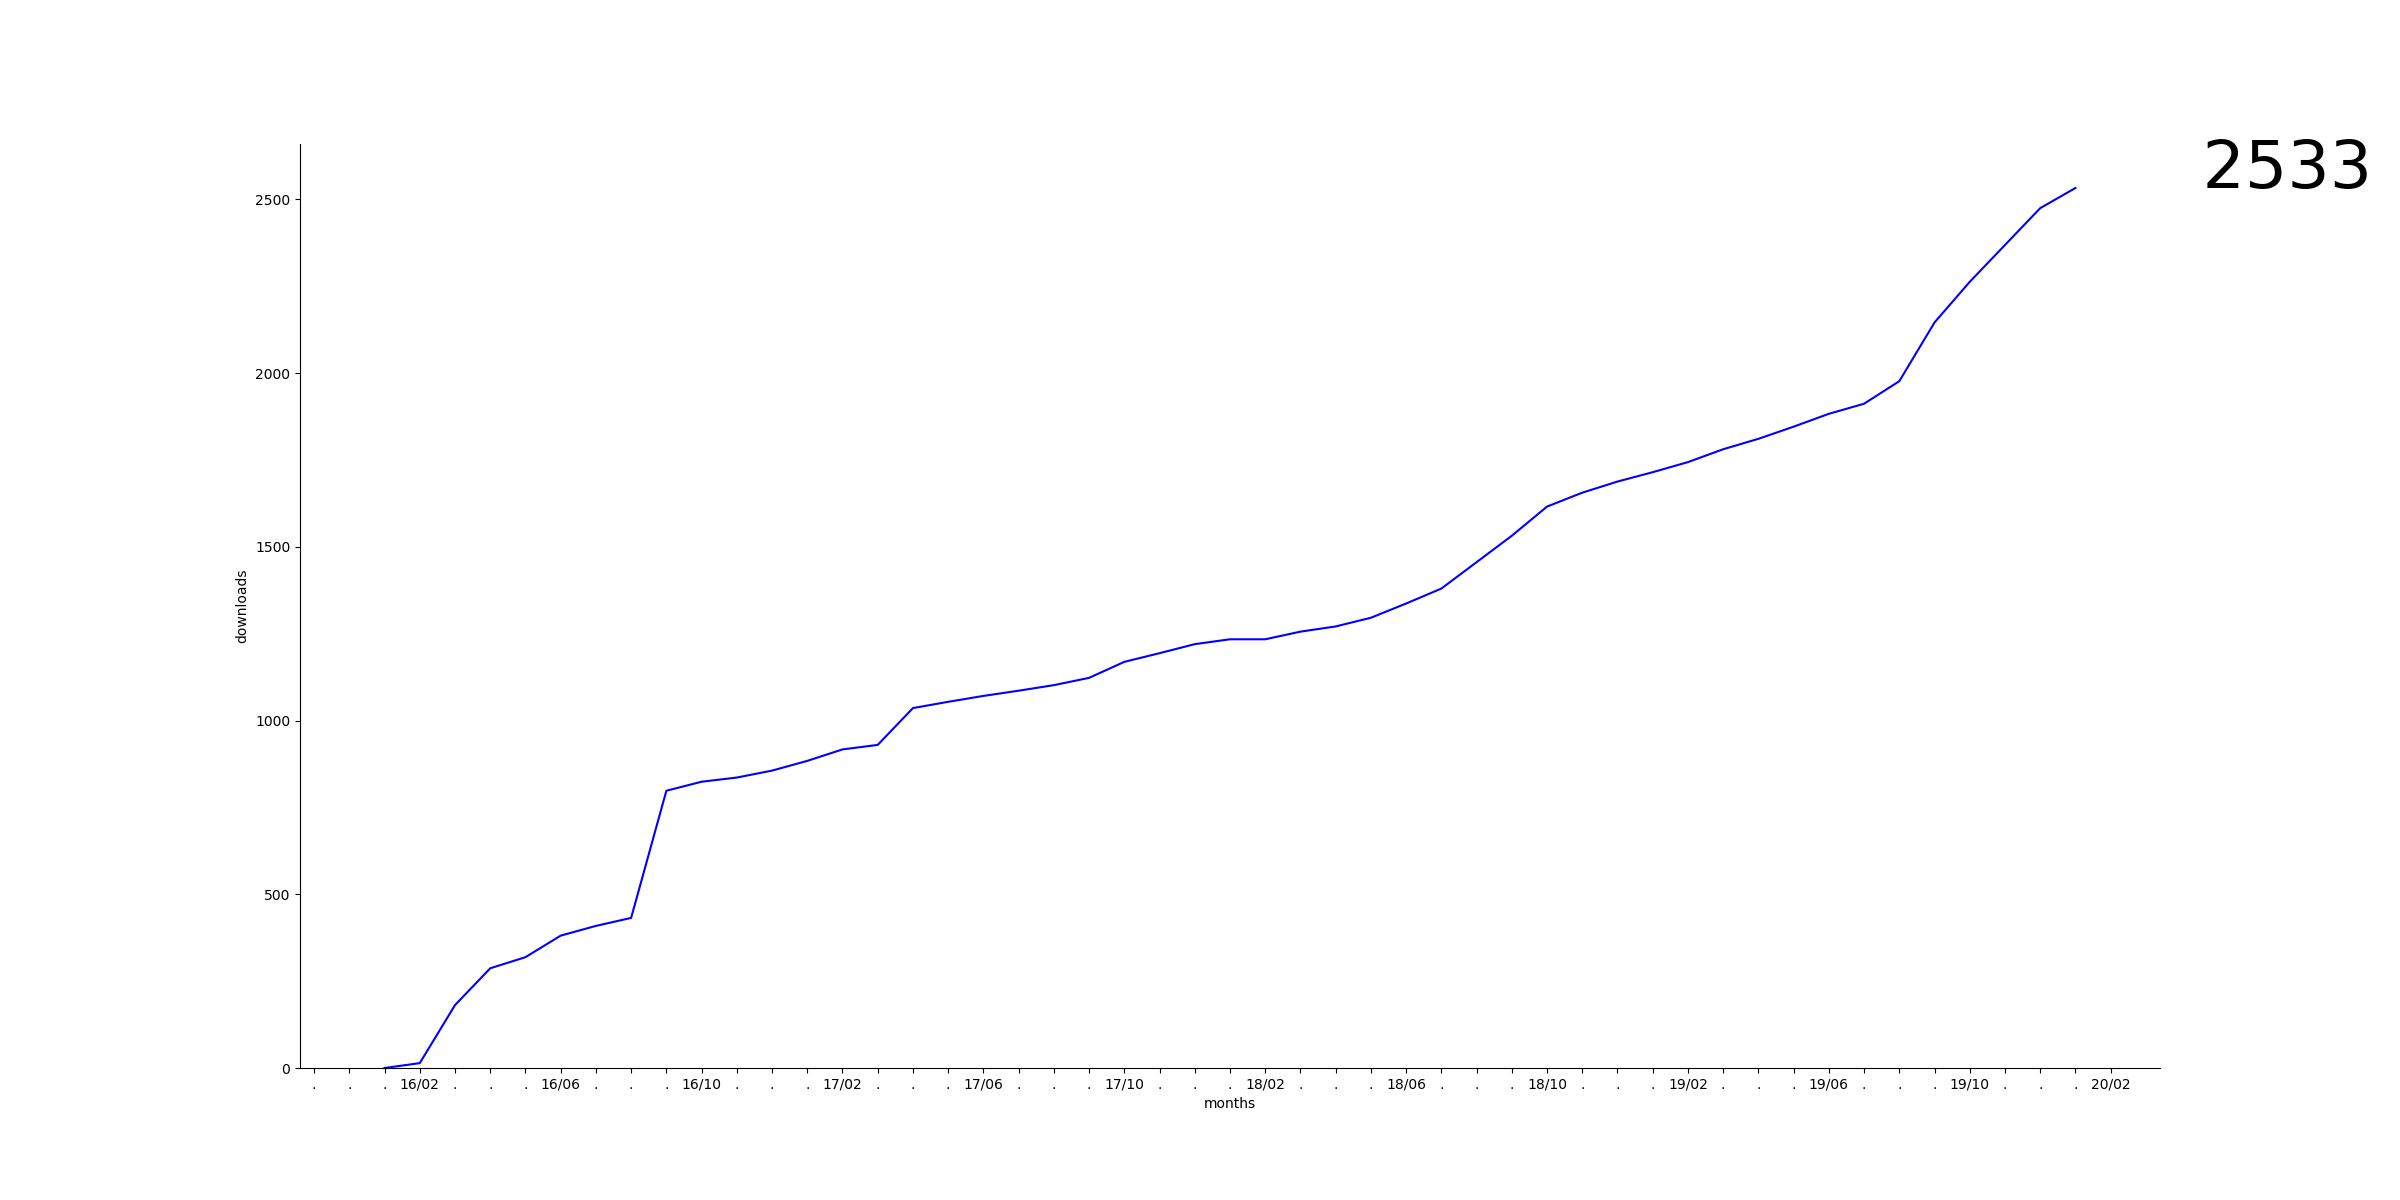 2533
2500
2000
1500
1000
500
0
downloads
. . . 16/02 . . . 16/06 . . . 16/10 . . . 17/02 . . . 17/06 . . . 17/10 . . . 18/02 . . . 18/06 . . . 18/10 . . . 19/02 . . . 19/06 . . . 19/10 . . . 20/02
months